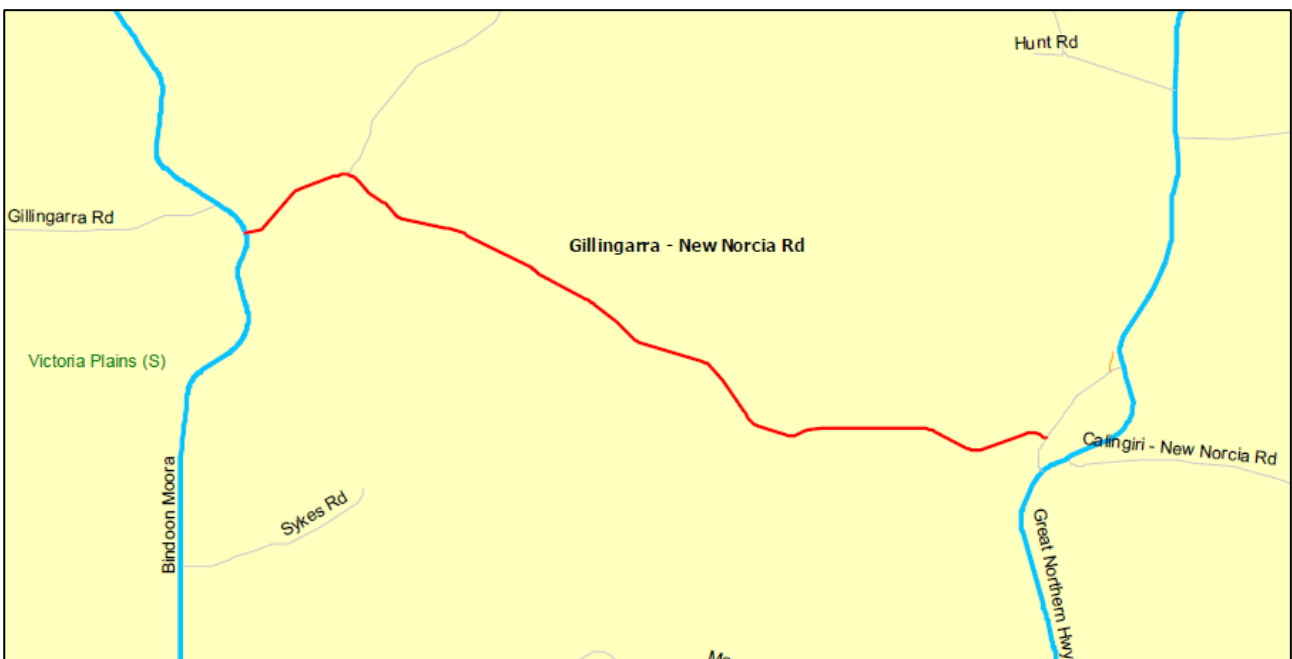 Hunt Rd
Gillingarra Rd
Gillingarra - New Norcia Rd
Victoria Plains (S)
Calingiri - New Norcia Rd
Bindoon Moora
Sykes Rd
Great Northern Hwy